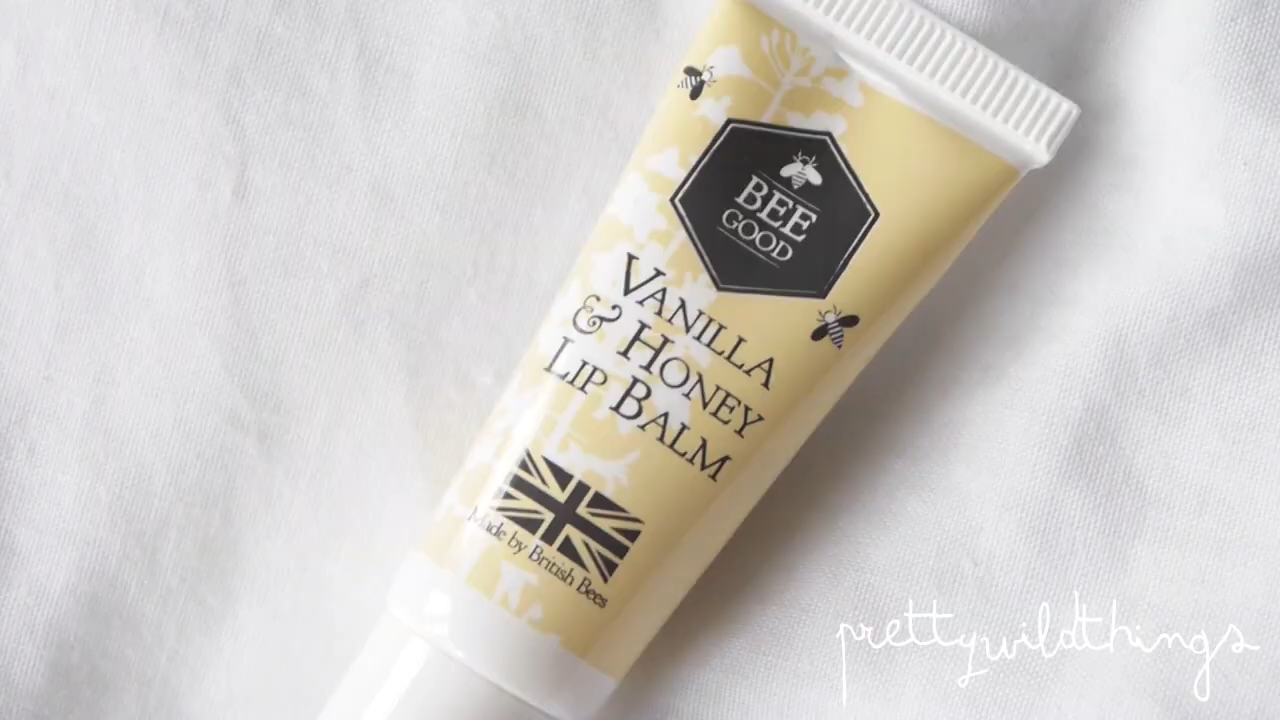 BEE
GOOD
VANILLA
& HONEY
LIP BALM
Made by British Bees
prettywildthings